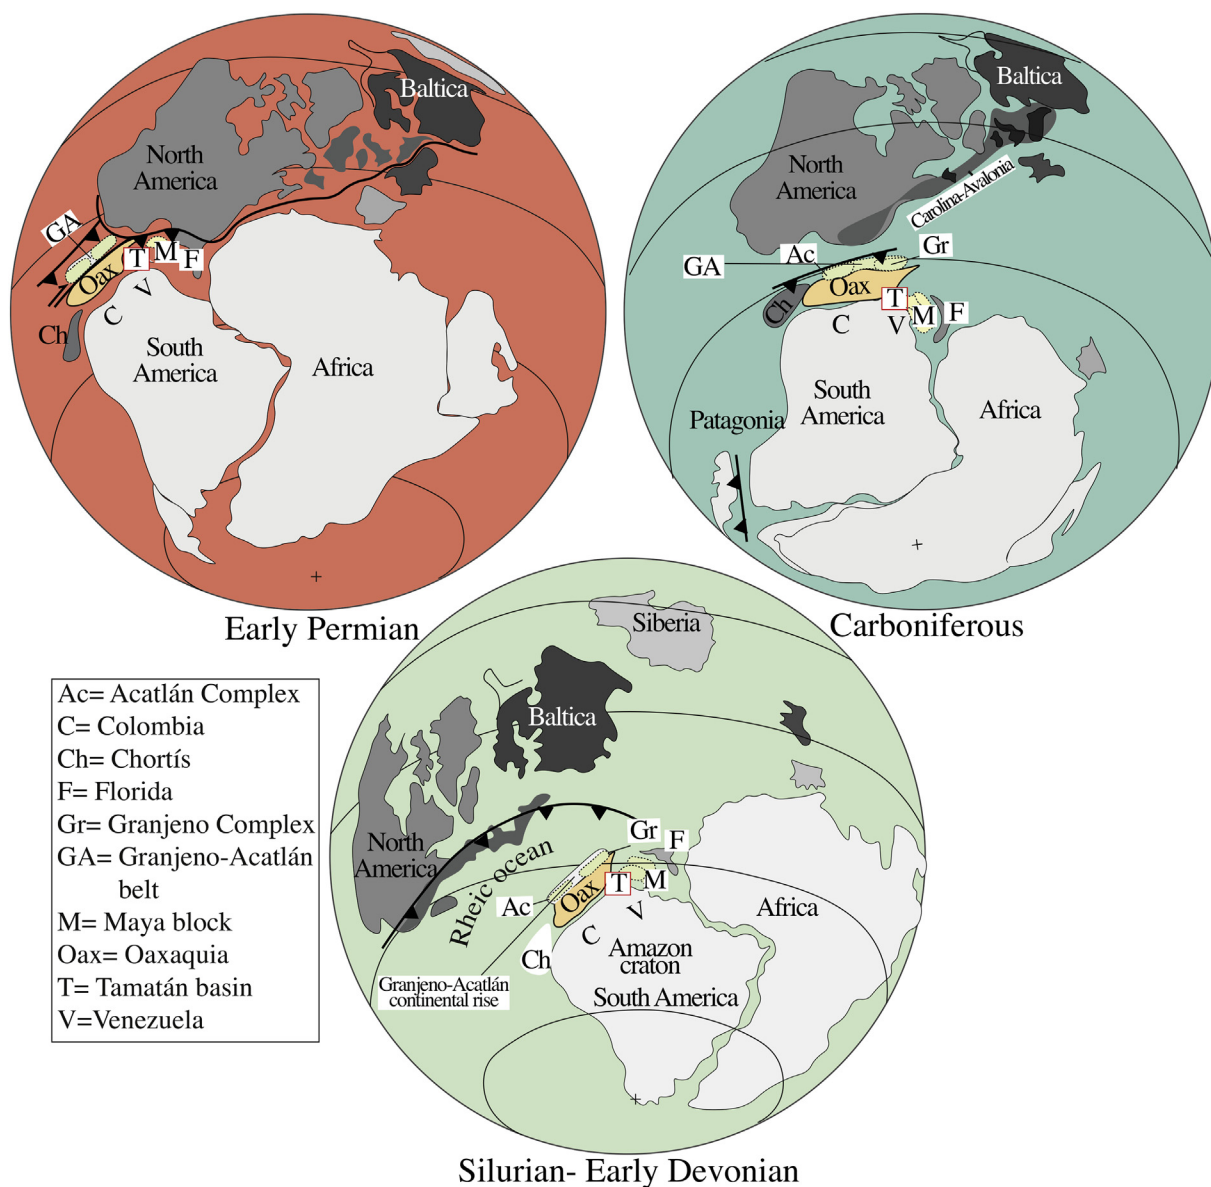 Baltica
North
America
GA
T
M
F
Oax
V
C
Ch
South
America
Africa
Early Permian
Baltica
North
America
Carolina-Avalonia
Gr
Ac
GA
Oax
Ch
T
M
F
C
V
South
America
Africa
Patagonia
Carboniferous
Siberia
Baltica
North
America
Rheic ocean
Gr
F
T
M
Oax
Ac
V
C
Ch
Africa
Amazon
craton
South America
Granjeno-Acatlán
continental rise
Silurian- Early Devonian
Ac= Acatlán Complex
C= Colombia
Ch= Chortís
F= Florida
Gr= Granjeno Complex
GA= Granjeno-Acatlán
belt
M= Maya block
Oax= Oaxaquia
T= Tamatán basin
V=Venezuela